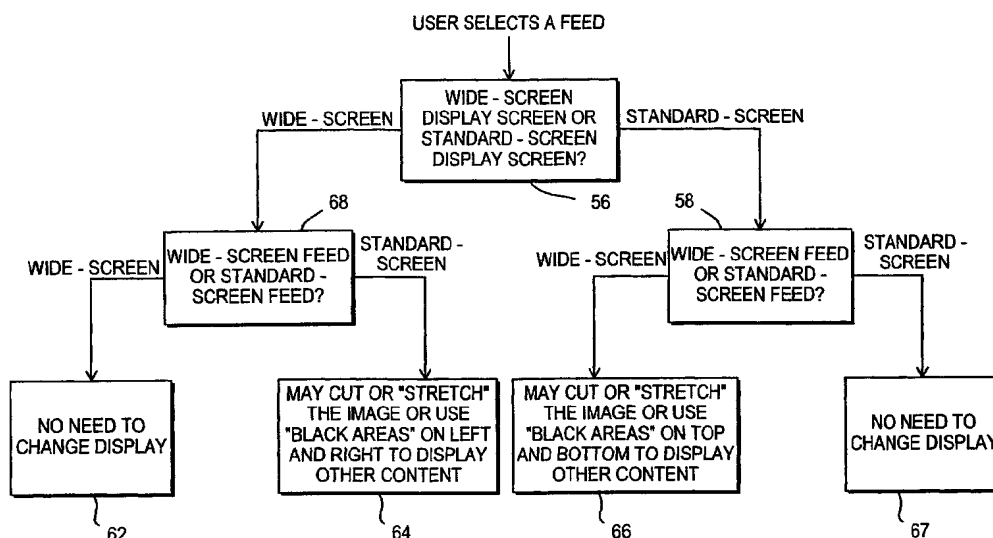 USER SELECTS A FEED
WIDE - SCREEN
DISPLAY SCREEN OR
STANDARD - SCREEN
DISPLAY SCREEN?
WIDE - SCREEN
STANDARD - SCREEN
56
68
WIDE - SCREEN FEED
OR STANDARD -
SCREEN FEED?
WIDE - SCREEN
STANDARD -
SCREEN
58
WIDE - SCREEN FEED
OR STANDARD -
SCREEN FEED?
WIDE - SCREEN
STANDARD -
SCREEN
NO NEED TO
CHANGE DISPLAY
62
MAY CUT OR "STRETCH"
THE IMAGE OR USE
"BLACK AREAS" ON LEFT
AND RIGHT TO DISPLAY
OTHER CONTENT
64
MAY CUT OR "STRETCH"
THE IMAGE OR USE
"BLACK AREAS" ON TOP
AND BOTTOM TO DISPLAY
OTHER CONTENT
66
NO NEED TO
CHANGE DISPLAY
67